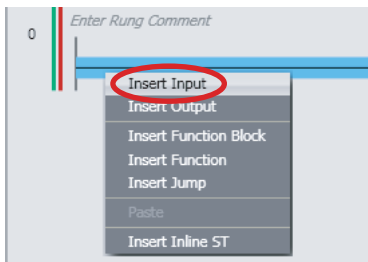 Enter Rung Comment
0
Insert Input
Insert Output
Insert Function Block
Insert Function
Insert Jump
Paste
Insert Inline ST